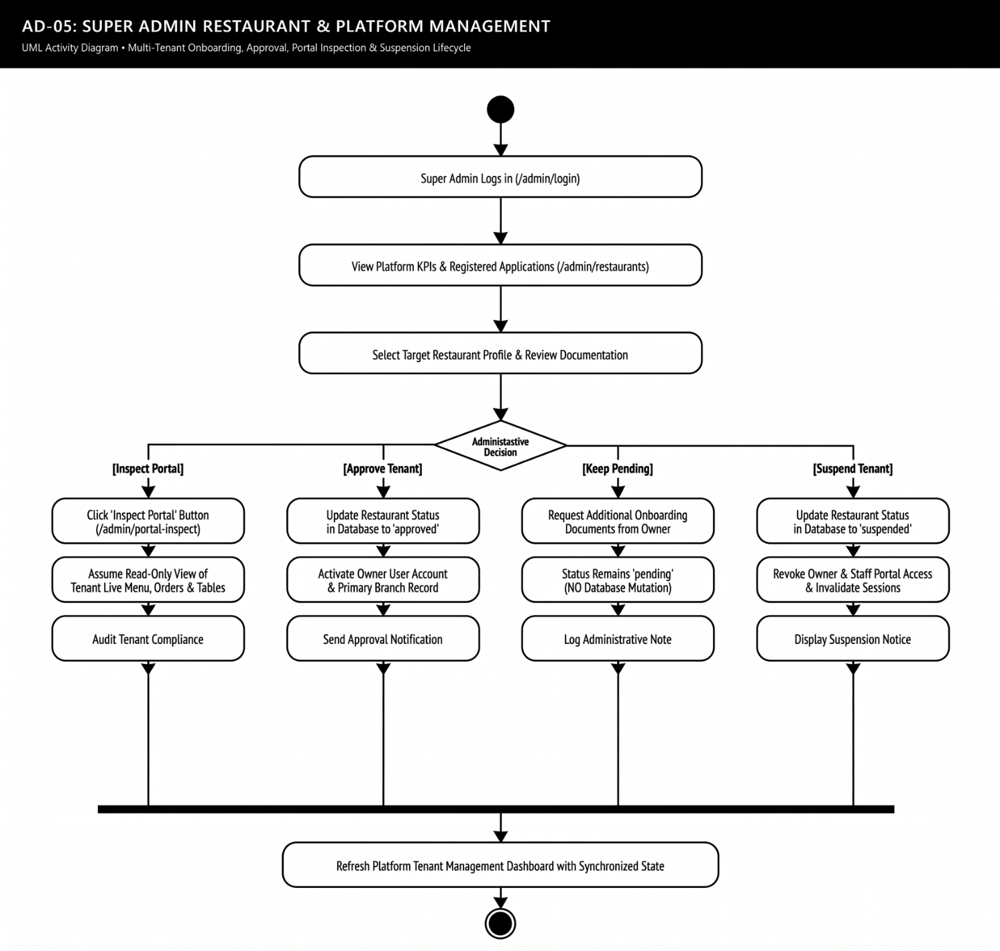 AD-05: SUPER ADMIN RESTAURANT & PLATFORM MANAGEMENT
UML Activity Diagram • Multi-Tenant Onboarding, Approval, Portal Inspection & Suspension Lifecycle
Super Admin Logs in (/admin/login)
View Platform KPIs & Registered Applications (/admin/restaurants)
Select Target Restaurant Profile & Review Documentation
Administastive
Decision
[Inspect Portal]
[Approve Tenant]
[Keep Pending]
[Suspend Tenant]
Click 'Inspect Portal' Button
(/admin/portal-inspect)
Update Restaurant Status
in Database to 'approved'
Request Additional Onboarding
Documents from Owner
Update Restaurant Status
in Database to 'suspended'
Assume Read-Only View of
Tenant Live Menu, Orders & Tables
Activate Owner User Account
& Primary Branch Record
Status Remains 'pending'
(NO Database Mutation)
Revoke Owner & Staff Portal Access
& Invalidate Sessions
Audit Tenant Compliance
Send Approval Notification
Log Administrative Note
Display Suspension Notice
Refresh Platform Tenant Management Dashboard with Synchronized State